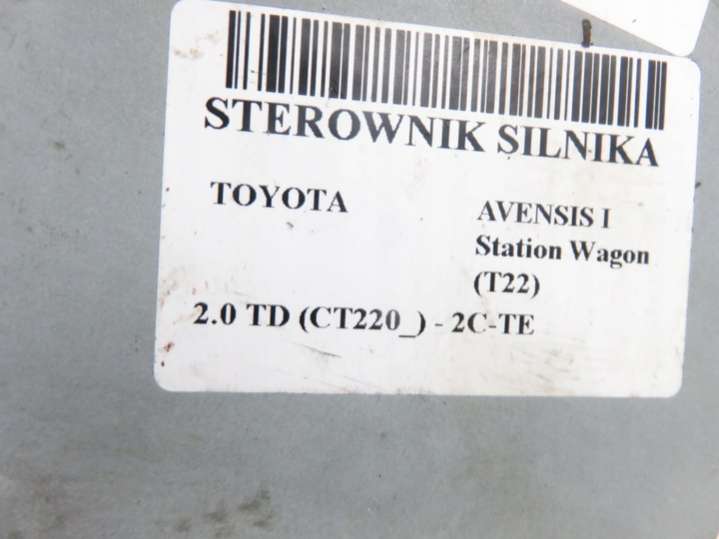 STEROWNIK SILNIKA
TOYOTA
AVENSIS I
Station Wagon
(T22)
2.0 TD (CT220_) - 2C-TE